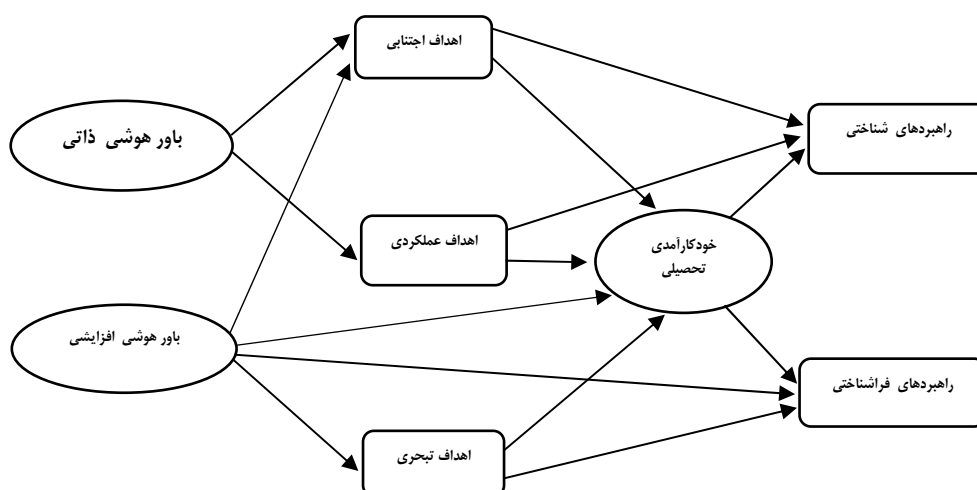 اهداف اجتنابی
راهبردهای شناختی
باور هوشی ذاتی
اهداف عملکردی
خودکارآمدی
تحصیلی
باور هوشی افزایشی
راهبردهای فراشناختی
اهداف تبحری